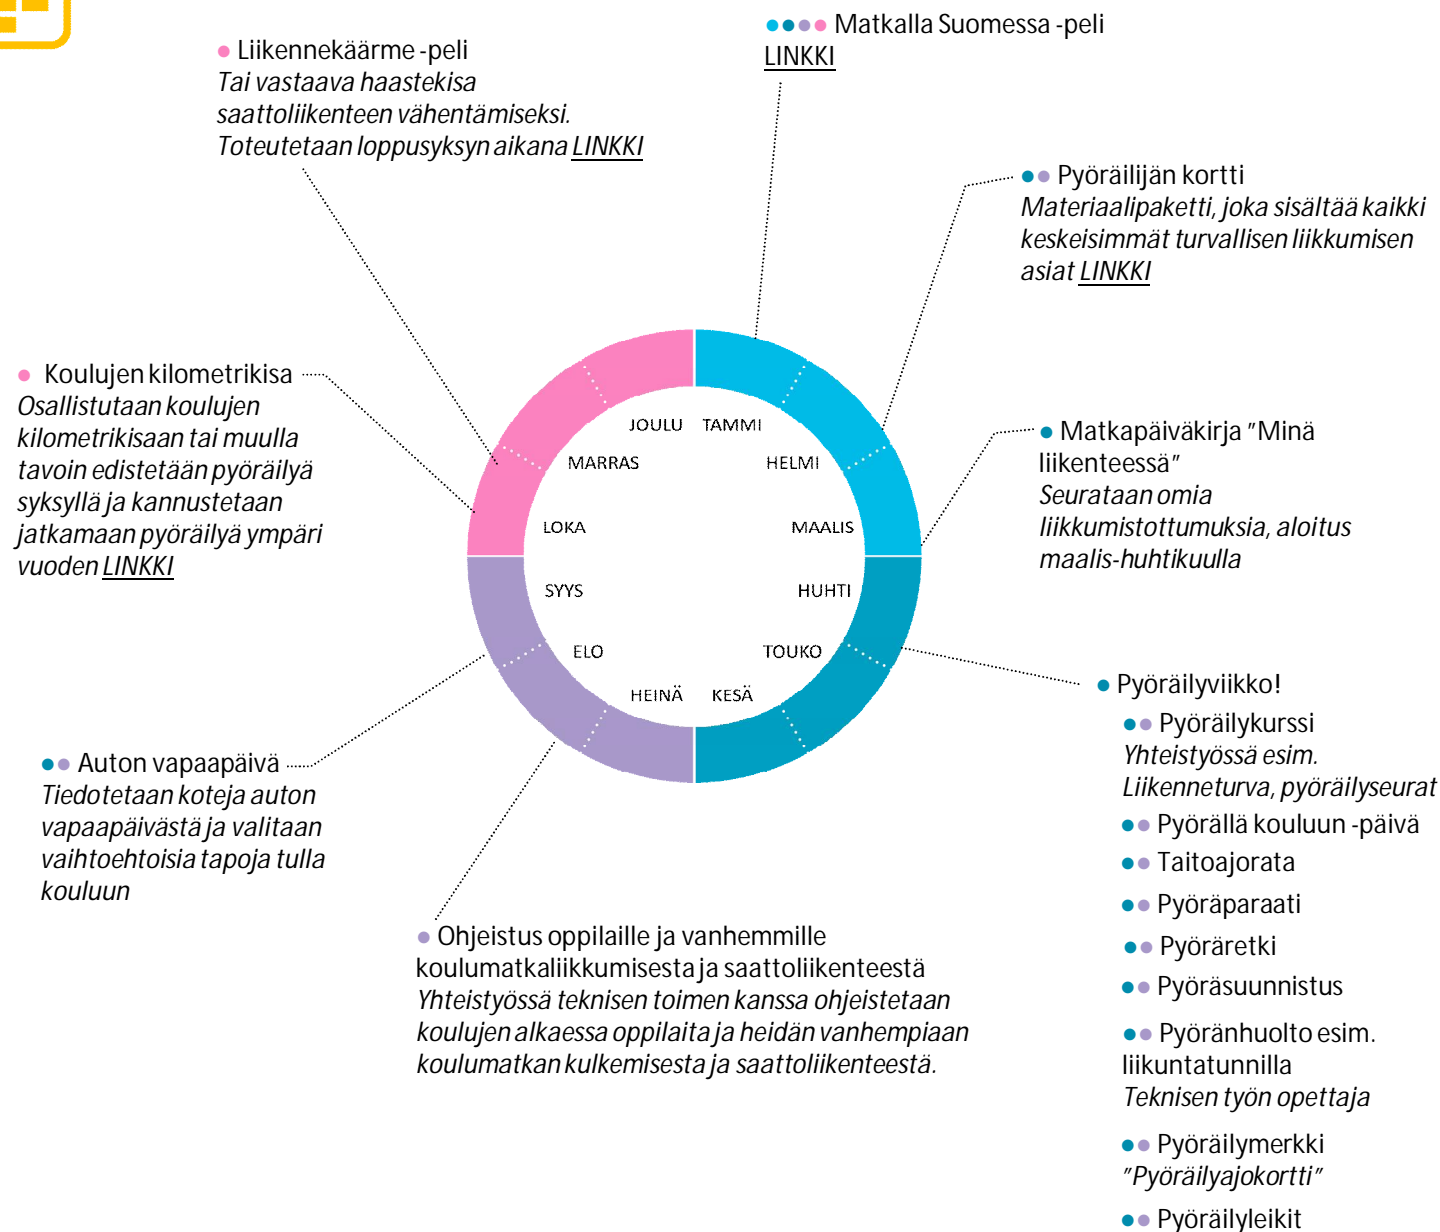 ● Liikennekäärme -peli
Tai vastaava haastekisa
saattoliikenteen vähentämiseksi.
Toteutetaan loppusyksyn aikana LINKKI
●●●● Matkalla Suomessa -peli
LINKKI
●● Pyöräilijän kortti
Materiaalipaketti, joka sisältää kaikki
keskeisimmät turvallisen liikkumisen
asiat LINKKI
● Koulujen kilometrikisa
Osallistutaan koulujen
kilometrikisaan tai muulla
tavoin edistetään pyöräilyä
syksyllä ja kannustetaan
jatkamaan pyöräilyä ympäri
vuoden LINKKI
JOULU TAMMI
MARRAS HELMI
LOKA MAALIS
SYYS HUHTI
ELO TOUKO
HEINÄ KESÄ
● Matkapäiväkirja "Minä
liikenteessä"
Seurataan omia
liikkumistottumuksia, aloitus
maalis-huhtikuulla
●● Auton vapaapäivä
Tiedotetaan koteja auton
vapaapäivästä ja valitaan
vaihtoehtoisia tapoja tulla
kouluun
● Ohjeistus oppilaille ja vanhemmille
koulumatkaliikkumisesta ja saattoliikenteestä
Yhteistyössä teknisen toimen kanssa ohjeistetaan
koulujen alkaessa oppilaita ja heidän vanhempiaan
koulumatkan kulkemisesta ja saattoliikenteestä.
● Pyöräilyviikko!
●● Pyöräilykurssi
Yhteistyössä esim.
Liikenneturva, pyöräilyseurat
●● Pyörällä kouluun -päivä
●● Taitoajorata
●● Pyöräparaati
●● Pyöräretki
●● Pyöräsuunnistus
●● Pyöränhuolto esim.
liikuntatunnilla
Teknisen työn opettaja
●● Pyöräilymerkki
"Pyöräilyajokortti"
●● Pyöräilyleikit